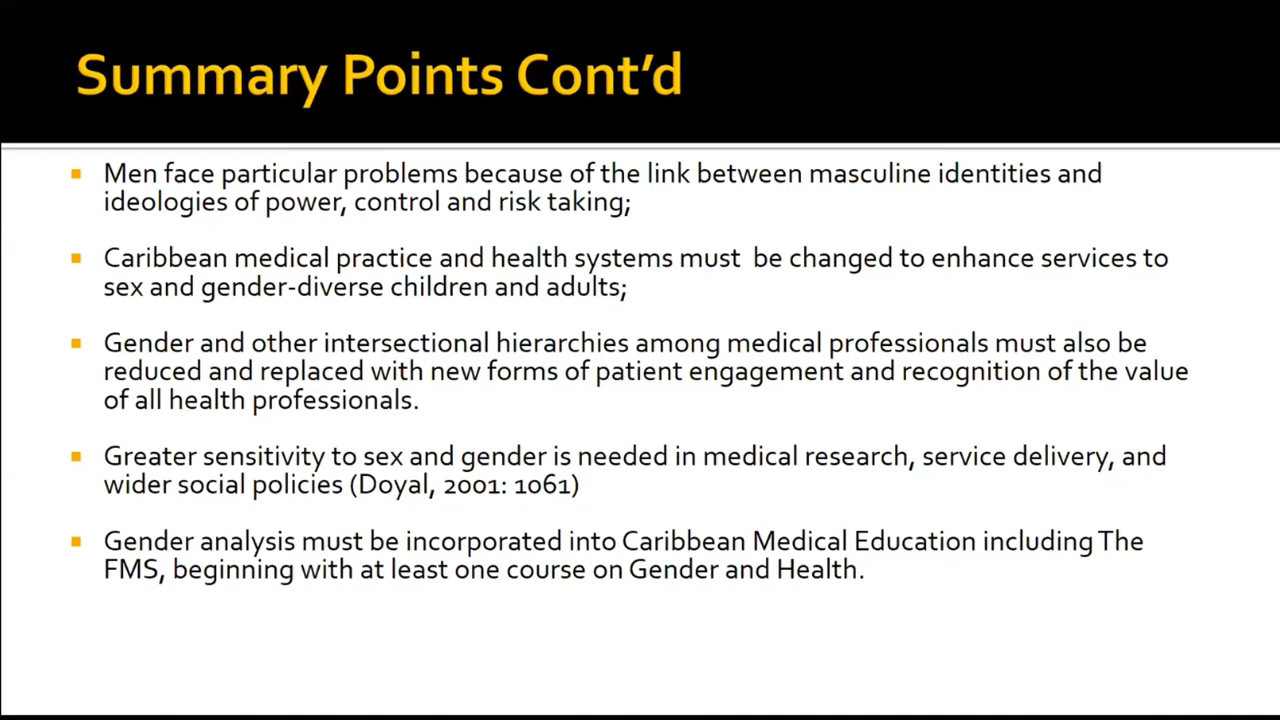 Summary Points Cont’d
Men face particular problems because of the link between masculine identities and
ideologies of power, control and risk taking;
Caribbean medical practice and health systems must  be changed to enhance services to
sex and gender-diverse children and adults;
Gender and other intersectional hierarchies among medical professionals must also be
reduced and replaced with new forms of patient engagement and recognition of the value
of all health professionals.
Greater sensitivity to sex and gender is needed in medical research, service delivery, and
wider social policies (Doyal, 2001: 1061)
Gender analysis must be incorporated into Caribbean Medical Education including The
FMS, beginning with at least one course on Gender and Health.